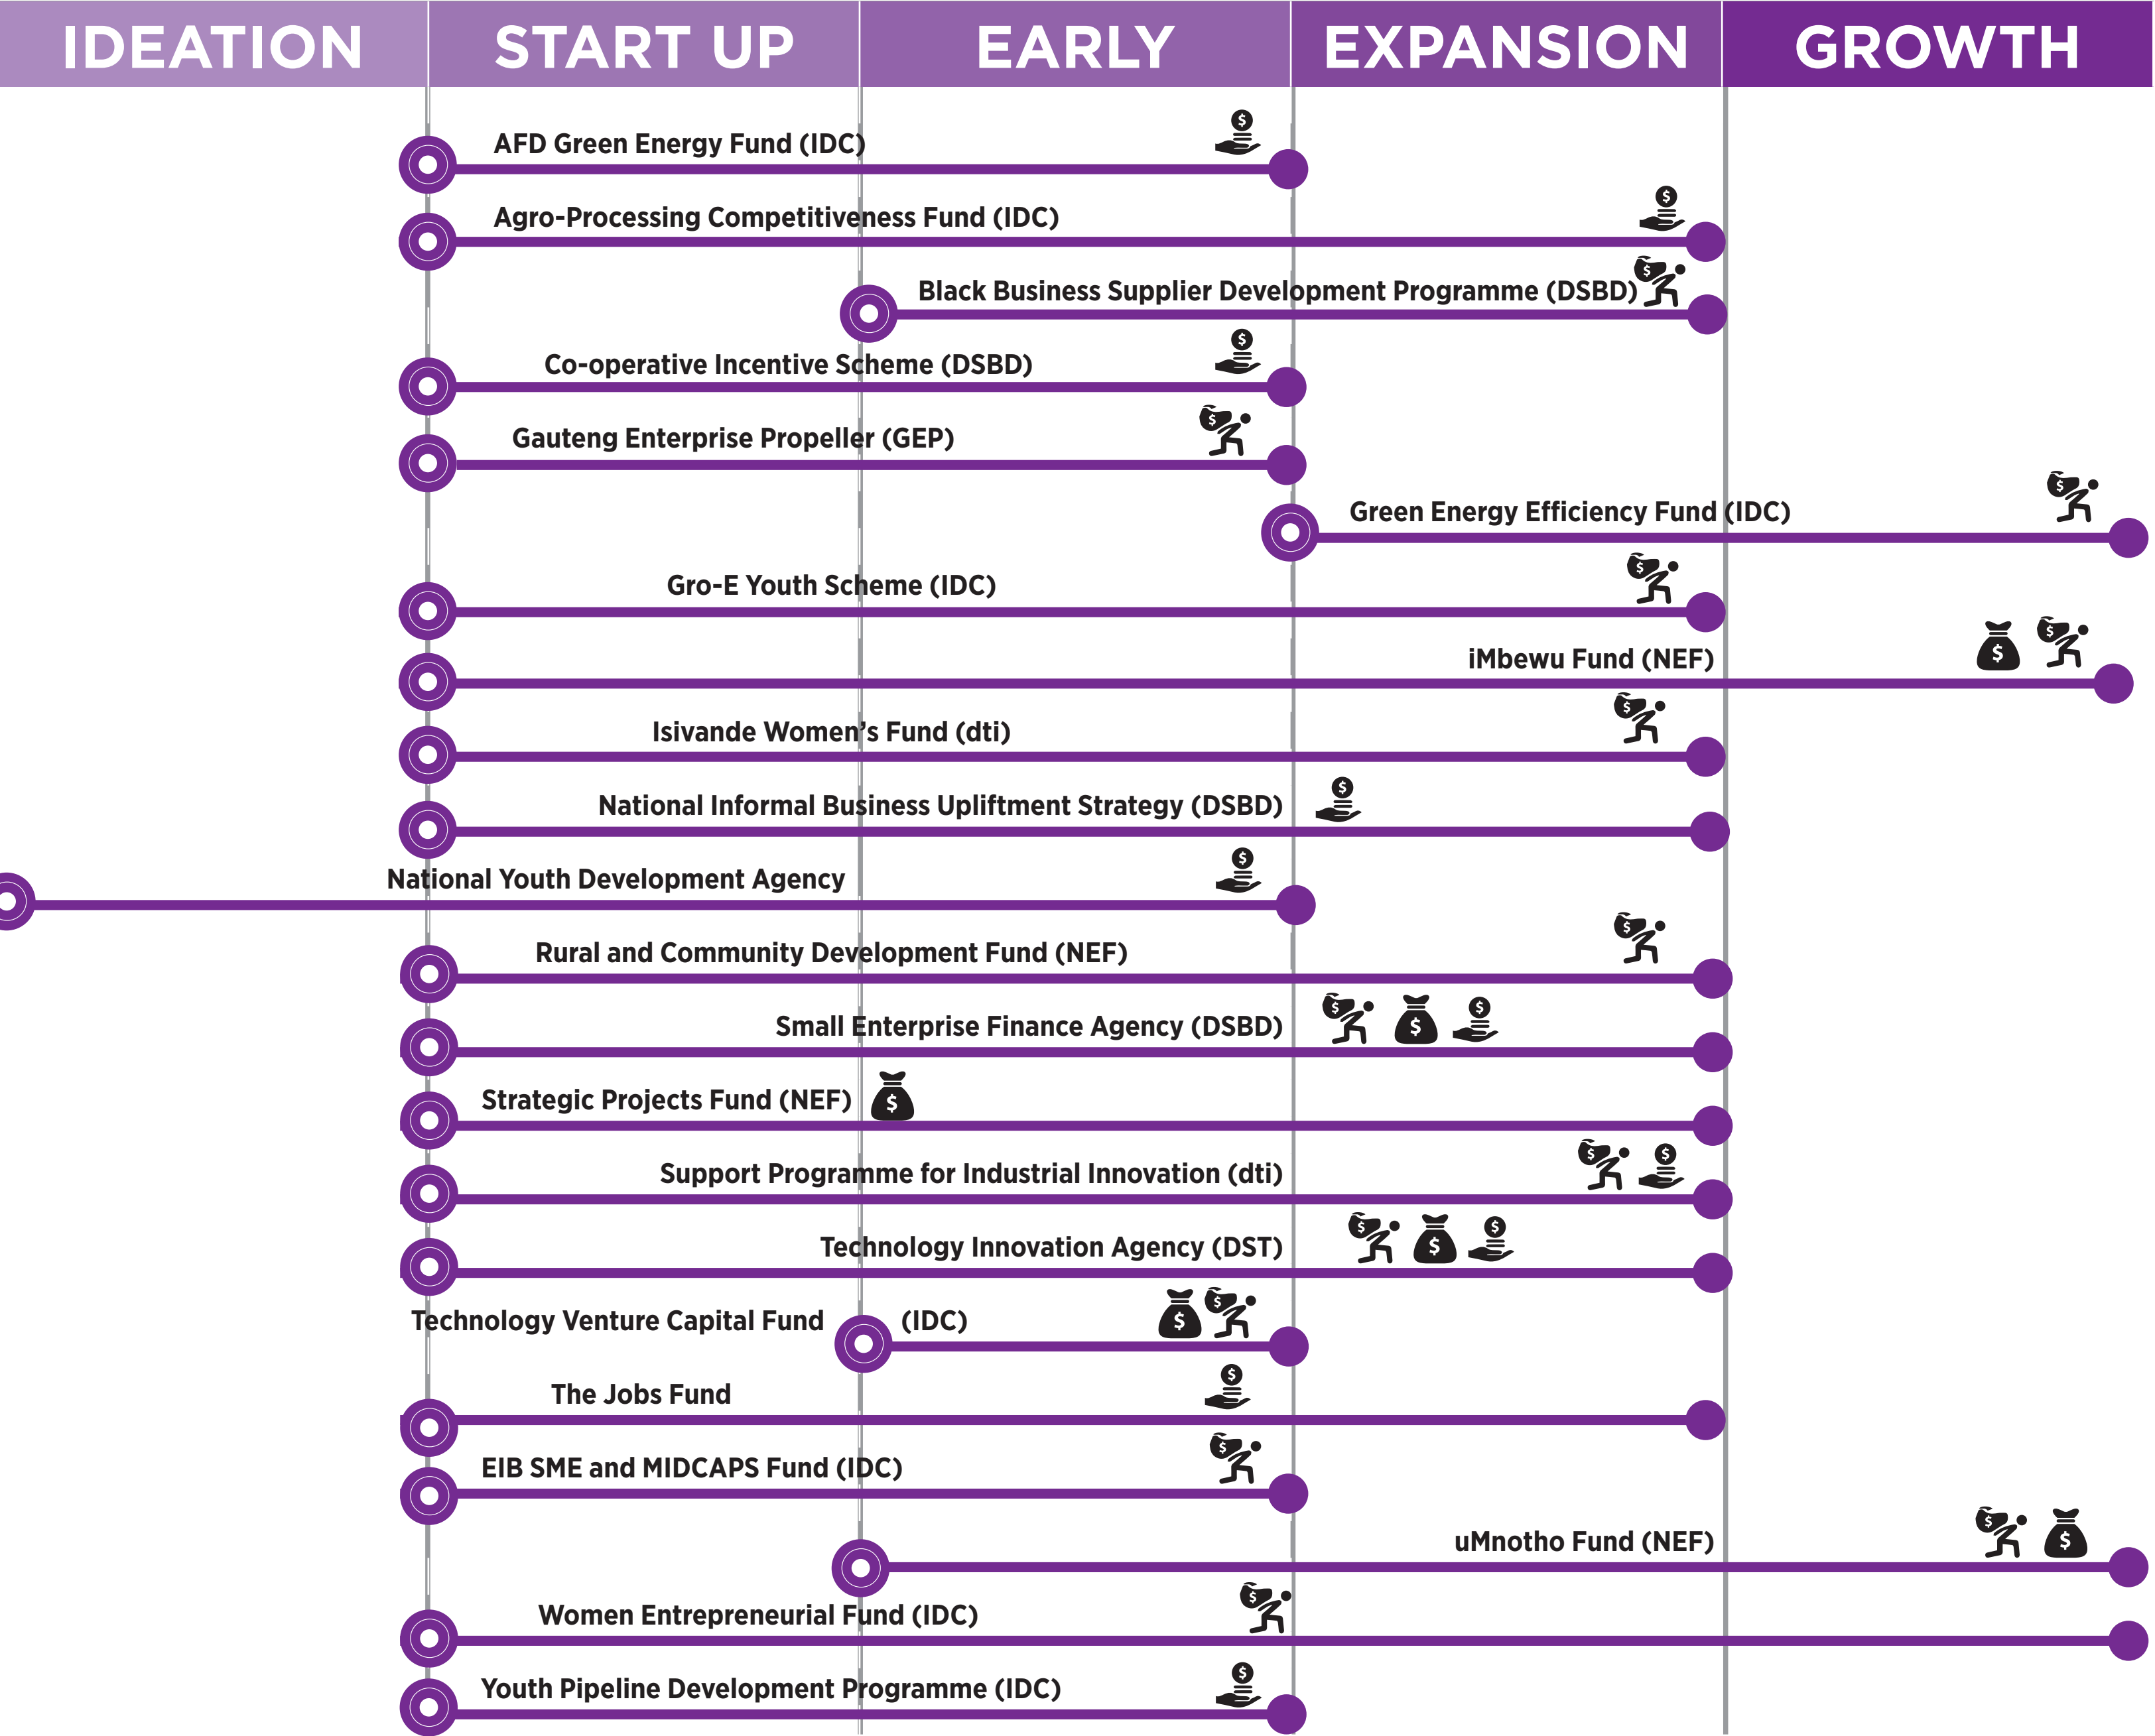 IDEATION START UP EARLY EXPANSION GROWTH
AFD Green Energy Fund (IDC)
Agro-Processing Competitiveness Fund (IDC)
Black Business Supplier Development Programme (DSBD)
Co-operative Incentive Scheme (DSBD)
Gauteng Enterprise Propeller (GEP)
Green Energy Efficiency Fund (IDC)
Gro-E Youth Scheme (IDC)
iMbewu Fund (NEF)
Isivande Women's Fund (dti)
National Informal Business Upliftment Strategy (DSBD)
National Youth Development Agency
Rural and Community Development Fund (NEF)
Small Enterprise Finance Agency (DSBD)
Strategic Projects Fund (NEF)
Support Programme for Industrial Innovation (dti)
Technology Innovation Agency (DST)
Technology Venture Capital Fund (IDC)
The Jobs Fund
EIB SME and MIDCAPS Fund (IDC)
uMnotho Fund (NEF)
Women Entrepreneurial Fund (IDC)
Youth Pipeline Development Programme (IDC)